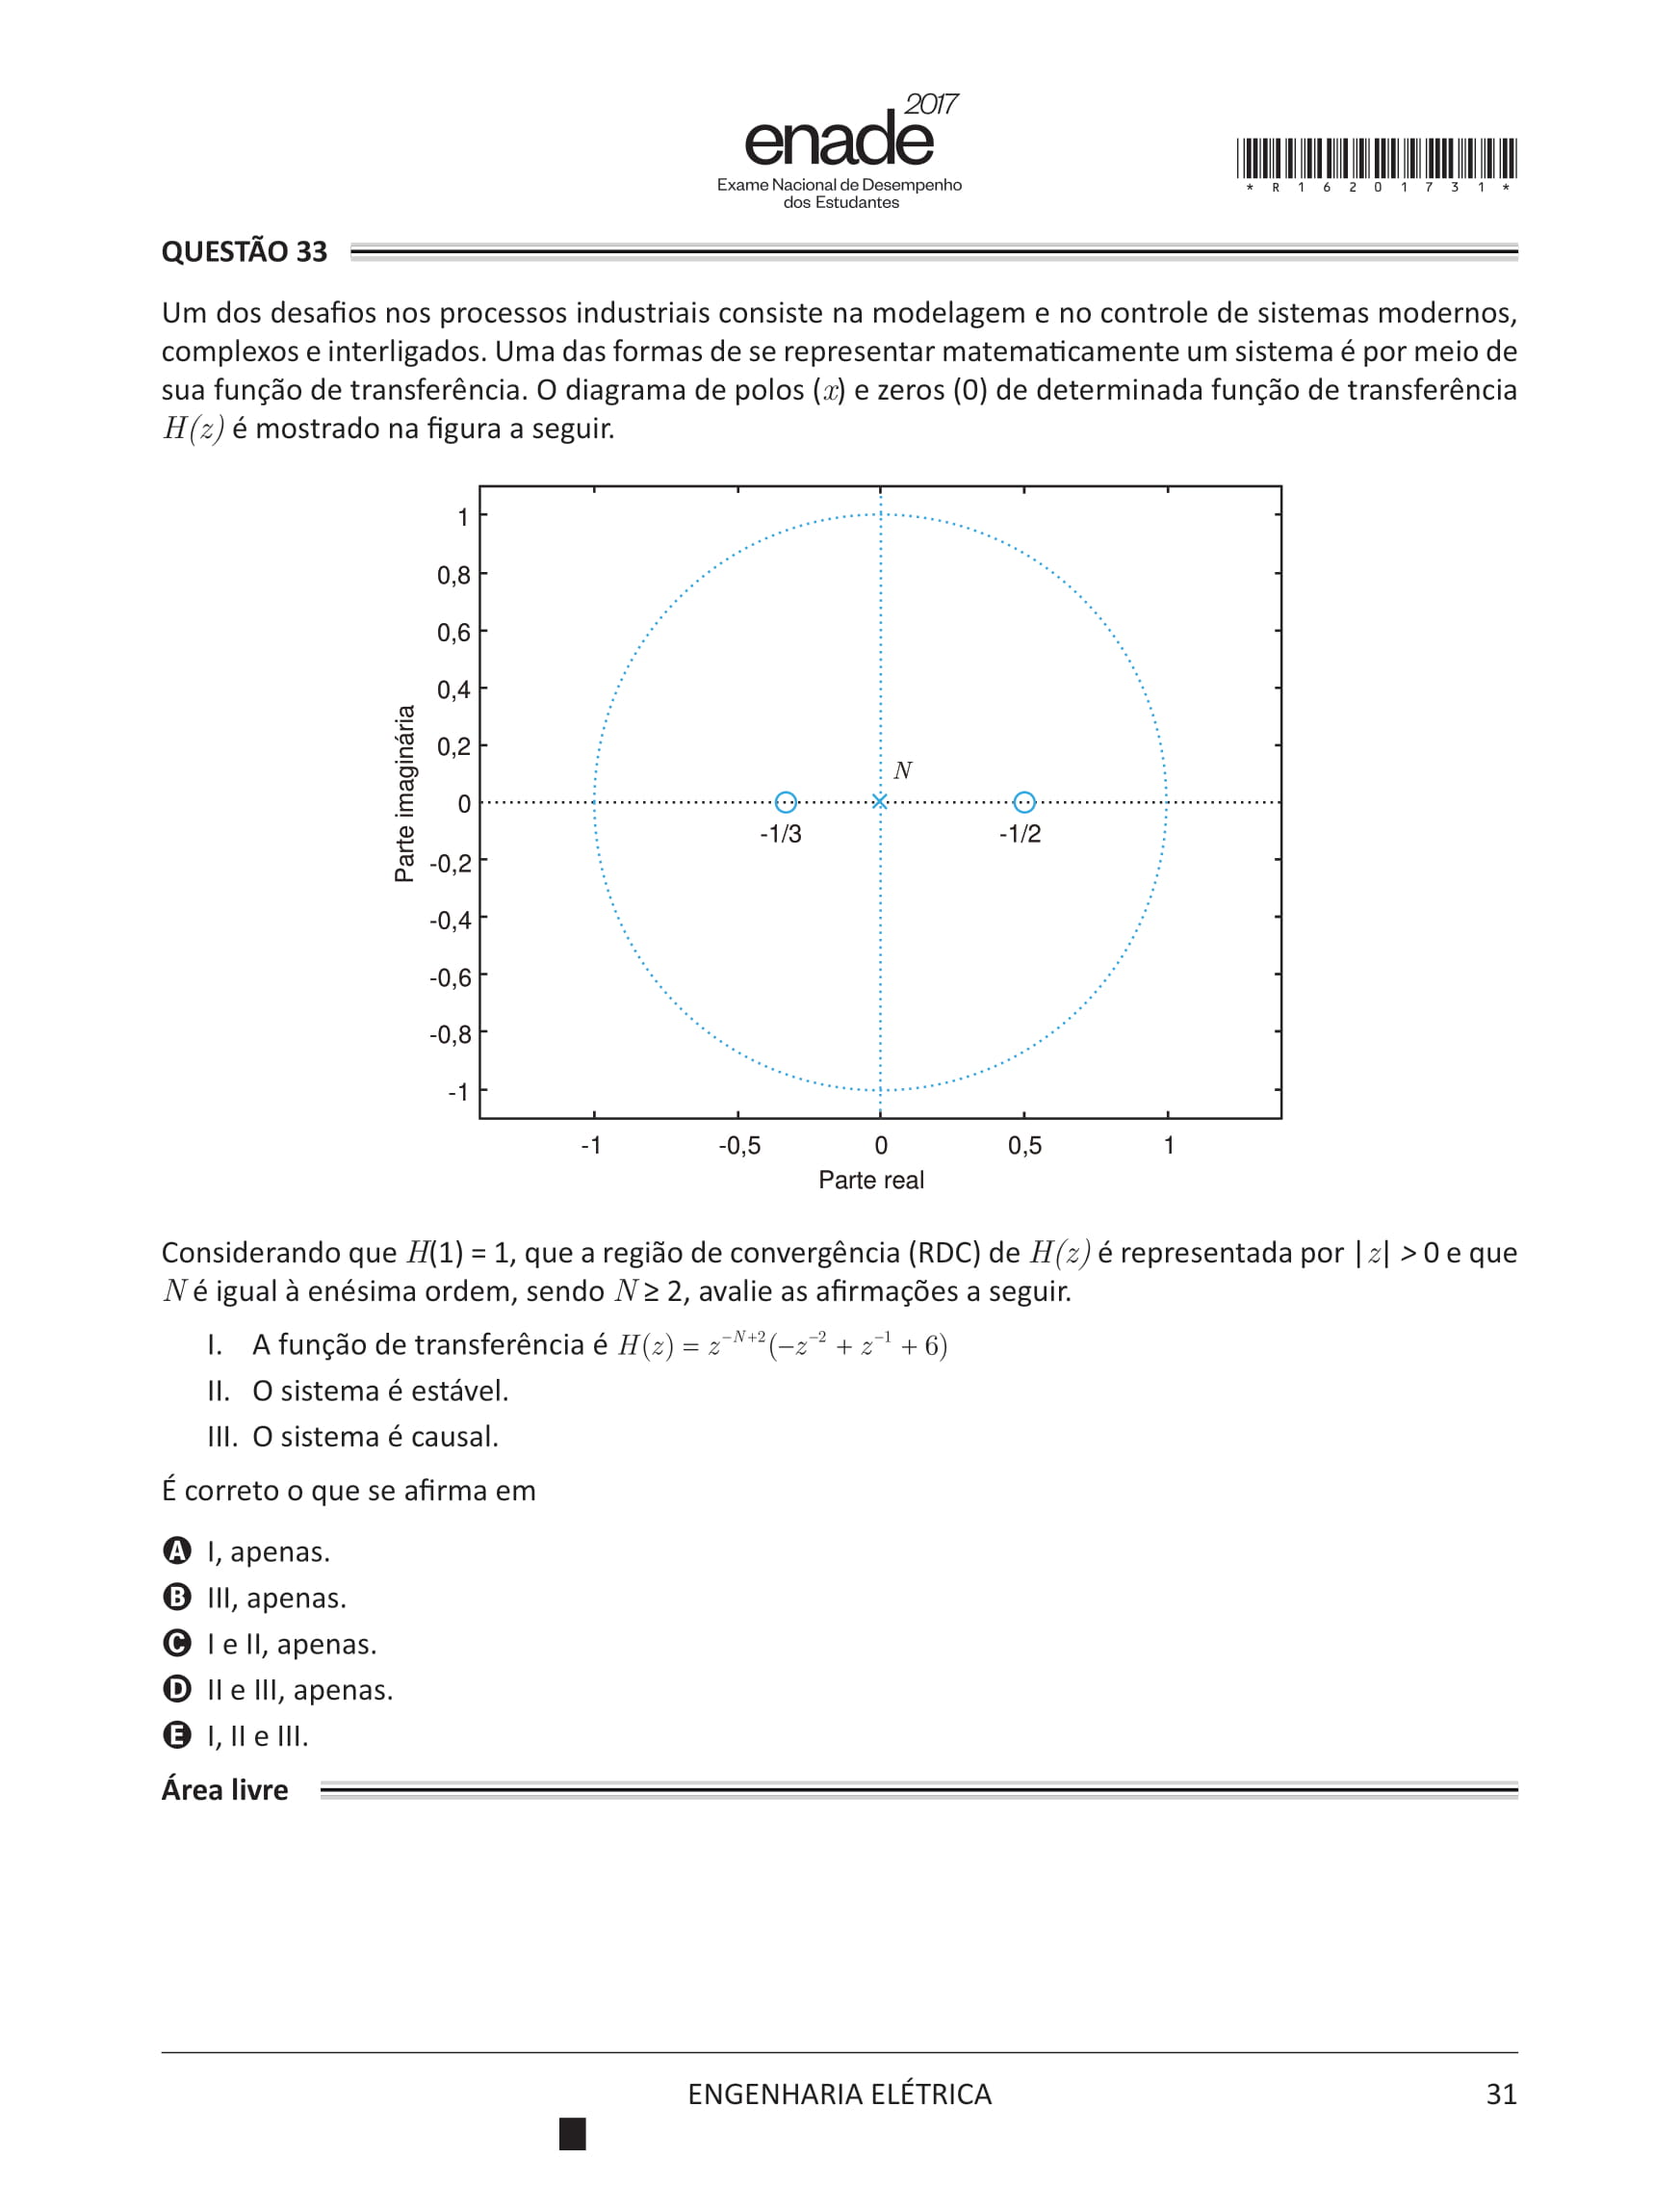 2017
enade
Exame Nacional de Desempenho
dos Estudantes
* R 1 6 2 0 1 7 3 1 *
QUESTÃO 33
Um dos desafios nos processos industriais consiste na modelagem e no controle de sistemas modernos,
complexos e interligados. Uma das formas de se representar matematicamente um sistema é por meio de
sua função de transferência. O diagrama de polos (x) e zeros (0) de determinada função de transferência
H(z) é mostrado na figura a seguir.
1
0,8
0,6
0,4
0,2
0
-0,2
-0,4
-0,6
-0,8
-1
Parte imaginária
N
-1/3
-1/2
-1 -0,5 0 0,5 1
Parte real
Considerando que H(1) = 1, que a região de convergência (RDC) de H(z) é representada por |z| > 0 e que
N é igual à enésima ordem, sendo N ≥ 2, avalie as afirmações a seguir.
I. A função de transferência é H(z) = z^{−N+2}(−z^{−2} + z^{−1} + 6)
II. O sistema é estável.
III. O sistema é causal.
É correto o que se afirma em
A I, apenas.
B III, apenas.
C I e II, apenas.
D II e III, apenas.
E I, II e III.
Área livre
ENGENHARIA ELÉTRICA
31